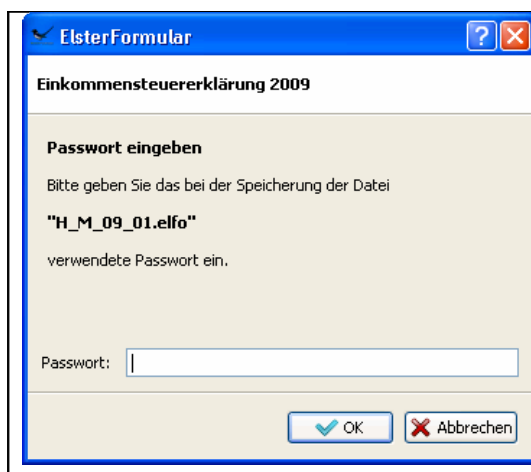 ElsterFormular
Einkommensteuererklärung 2009
Passwort eingeben
Bitte geben Sie das bei der Speicherung der Datei
"H_M_09_01.elfo"
verwendete Passwort ein.
Passwort:
OK Abbrechen